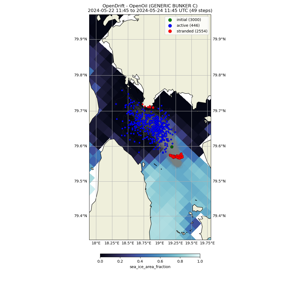 OpenDrift - OpenOil (GENERIC BUNKER C)
2024-05-22 11:45 to 2024-05-24 11:45 UTC (49 steps)
initial (3000)
active (446)
stranded (2554)
79.9°N
79.8°N
79.7°N
79.6°N
79.5°N
79.4°N
79.9°N
79.8°N
79.7°N
79.6°N
79.5°N
79.4°N
18°E 18.25°E 18.5°E 18.75°E 19°E 19.25°E 19.5°E 19.75°E
0.0 0.2 0.4 0.6 0.8 1.0
sea_ice_area_fraction